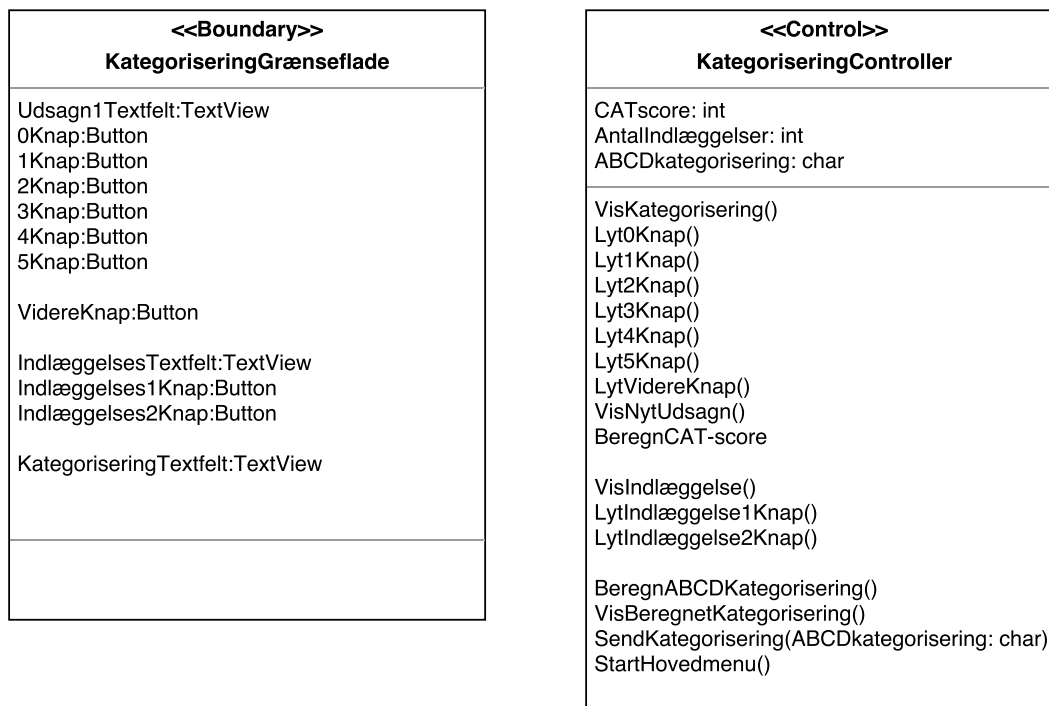 <<Boundary>>
KategoriseringGrænseflade
Udsagn1Textfelt:TextView
0Knap:Button
1Knap:Button
2Knap:Button
3Knap:Button
4Knap:Button
5Knap:Button
VidereKnap:Button
IndlæggelsesTextfelt:TextView
Indlæggelses1Knap:Button
Indlæggelses2Knap:Button
KategoriseringTextfelt:TextView
<<Control>>
KategoriseringController
CATscore: int
AntalIndlæggelser: int
ABCDkategorisering: char
VisKategorisering()
Lyt0Knap()
Lyt1Knap()
Lyt2Knap()
Lyt3Knap()
Lyt4Knap()
Lyt5Knap()
LytVidereKnap()
VisNytUdsagn()
BeregnCAT-score
VisIndlæggelse()
LytIndlæggelse1Knap()
LytIndlæggelse2Knap()
BeregnABCDKategorisering()
VisBeregnetKategorisering()
SendKategorisering(ABCDkategorisering: char)
StartHovedmenu()